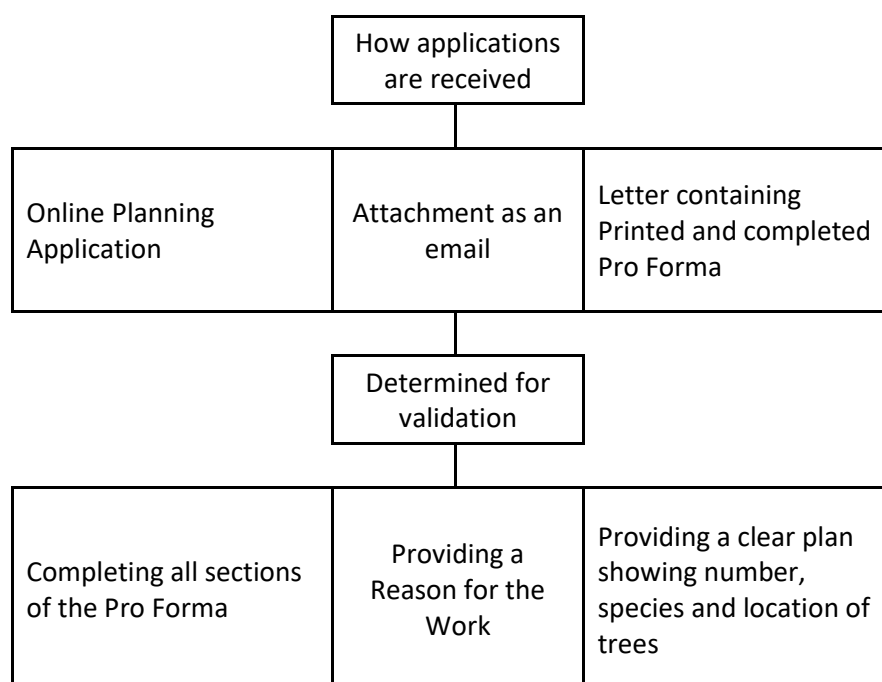 How applications
are received
Online Planning
Application
Attachment as an
email
Letter containing
Printed and completed
Pro Forma
Determined for
validation
Completing all sections
of the Pro Forma
Providing a
Reason for the
Work
Providing a clear plan
showing number,
species and location of
trees